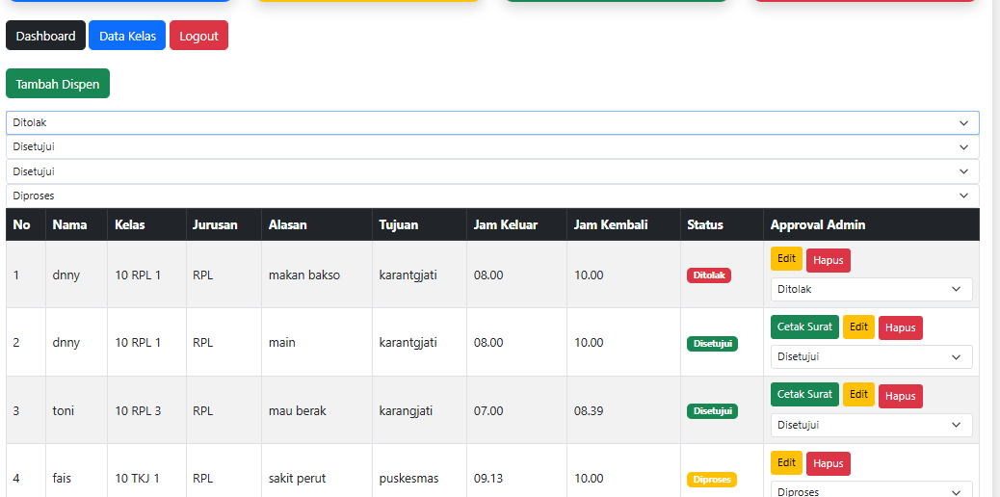 Dashboard Data Kelas Logout
Tambah Dispen
Ditolak
Disetujui
Disetujui
Diproses
No Nama Kelas Jurusan Alasan Tujuan Jam Keluar Jam Kembali Status Approval Admin
1 dnny 10 RPL 1 RPL makan bakso karantgjati 08.00 10.00 Ditolak Edit Hapus
Ditolak
2 dnny 10 RPL 1 RPL main karantgjati 08.00 10.00 Disetujui Cetak Surat Edit Hapus
Disetujui
3 toni 10 RPL 3 RPL mau berak karangjati 07.00 08.39 Disetujui Cetak Surat Edit Hapus
Disetujui
4 fais 10 TKJ 1 RPL sakit perut puskesmas 09.13 10.00 Diproses Edit Hapus
Diproses